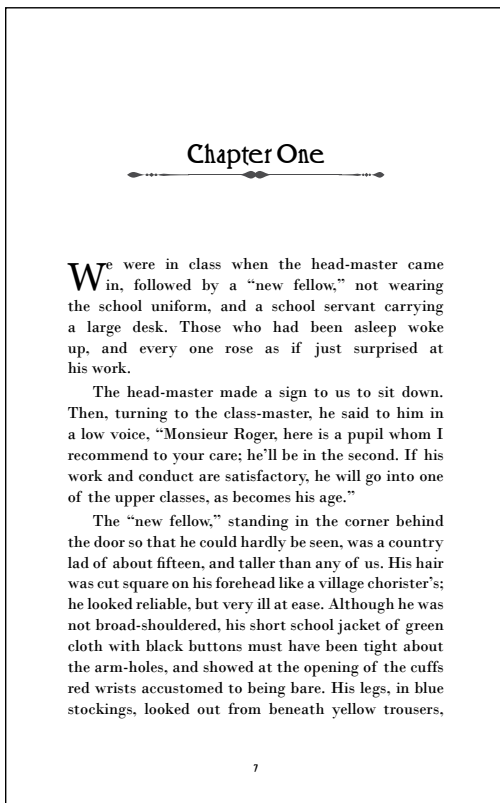 Chapter One
We were in class when the head-master came
in, followed by a “new fellow,” not wearing
the school uniform, and a school servant carrying
a large desk. Those who had been asleep woke
up, and every one rose as if just surprised at
his work.
The head-master made a sign to us to sit down.
Then, turning to the class-master, he said to him in
a low voice, “Monsieur Roger, here is a pupil whom I
recommend to your care; he’ll be in the second. If his
work and conduct are satisfactory, he will go into one
of the upper classes, as becomes his age.”
The “new fellow,” standing in the corner behind
the door so that he could hardly be seen, was a country
lad of about fifteen, and taller than any of us. His hair
was cut square on his forehead like a village chorister’s;
he looked reliable, but very ill at ease. Although he was
not broad-shouldered, his short school jacket of green
cloth with black buttons must have been tight about
the arm-holes, and showed at the opening of the cuffs
red wrists accustomed to being bare. His legs, in blue
stockings, looked out from beneath yellow trousers,
7